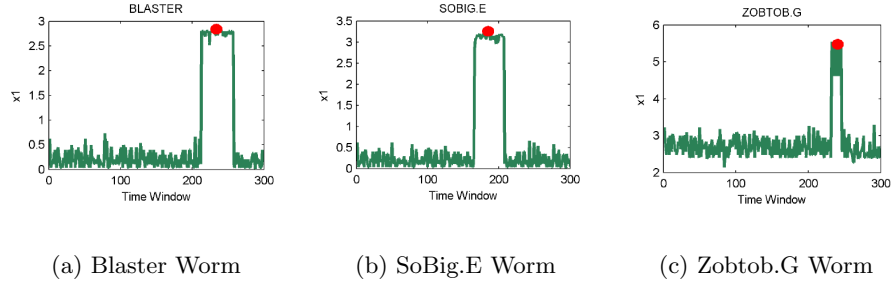 BLASTER
3
2.5
2
1.5
1
0.5
0
x1
0
100
200
300
Time Window
(a) Blaster Worm
SOBIG.E
3.5
3
2.5
2
1.5
1
0.5
0
x1
0
100
200
300
Time Window
(b) SoBig.E Worm
ZOBTOB.G
6
5
4
3
2
x1
0
100
200
300
Time Window
(c) Zobtob.G Worm